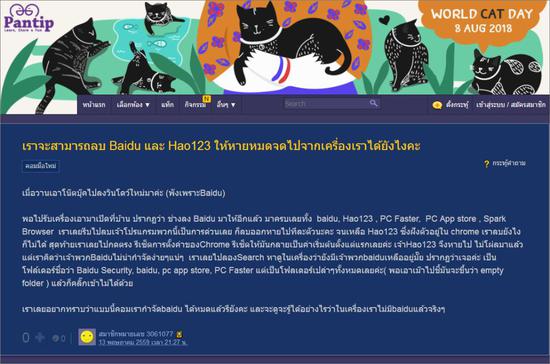 Pantip
Learn, Share & Fun
WORLD CAT DAY
8 AUG 2018
หน้าแรก เลือกห้อง ▼ แท็ก กิจกรรม N อื่นๆ ▼ Search ตั้งกระทู้ เข้าสู่ระบบ / สมัครสมาชิก
เราจะสามารถลบ Baidu และ Hao123 ให้หายหมดจดไปจากเครื่องเราได้ยังไงคะ
คอมมือใหม่ ? กระทู้คำถาม
เมื่อวานเอาโน๊ตบุ๊คไปลงวินโดว์ใหม่มาค่ะ (พังเพราะBaidu)
พอไปรับเครื่องเอามาเปิดที่บ้าน ปรากฏว่า ช่างลง Baidu มาให้อีกแล้ว มาครบเลยทั้ง baidu, Hao123 , PC Faster, PC App store , Spark
Browser เราเลยรีบไปลบเจ้าโปรแกรมพวกนี้เป็นการด่วนเลย ก็ลบออกหายไปทีละตัวนะคะ จนเหลือ Hao123 ซึ่งฝังตัวอยู่ใน chrome เราลบยังไง
ก็ไม่ได้ สุดท้ายเราเลยไปกดตรง รีเซ็ตการตั้งค่าของChrome รีเซ็ตให้มันกลายเป็นค่าเริ่มต้นตั้งแต่แรกเลยค่ะ เจ้าHao123 จึงหายไป ไม่โผล่มาแล้ว
แต่เราคิดว่าเจ้าพวกBaiduไม่น่ากำจัดง่ายๆแน่ๆ เราเลยไปลองSearch หาดูในเครื่องว่ายังมีเจ้าพวกbaiduเหลืออยู่มั๊ย ปรากฏว่าเจอค่ะ เป็น
โฟลเดอร์ชื่อว่า Baidu Security, baidu, pc app store, PC Faster แต่เป็นโฟลเดอร์เปล่าๆทั้งหมดเลยค่ะ( พอเอาเม้าไปชี้มันจะขึ้นว่า empty
folder ) แล้วก็คลิ๊กเข้าไม่ได้ด้วย
เราเลยอยากทราบว่าแบบนี้คือเรากำจัดbaidu ได้หมดแล้วรึยังคะ และจะดูจะรู้ได้อย่างไรว่าในเครื่องเราไม่มีbaiduแล้วจริงๆ
0 0 สมาชิกหมายเลข 3061077
13 พฤษภาคม 2559 เวลา 21:27 น.